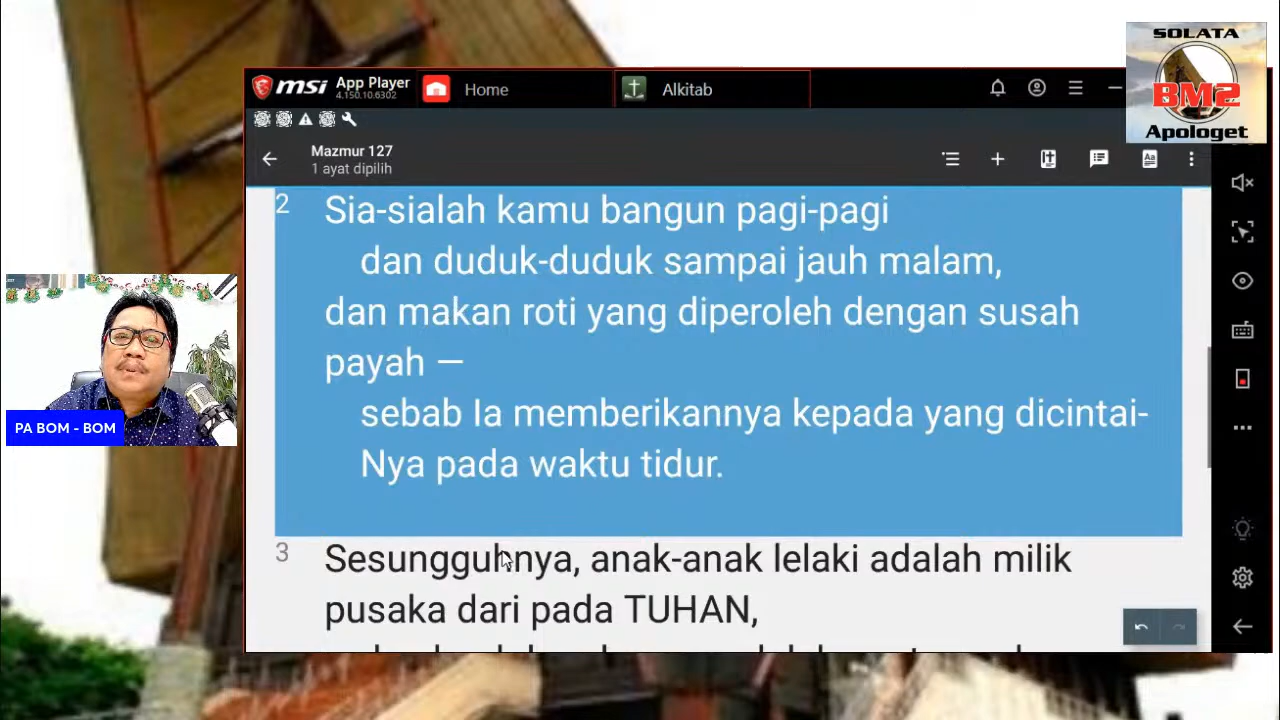 SOLATA
BM2
Apologet
msi App Player
4.150.10.6302
Home
Alkitab
Mazmur 127
1 ayat dipilih
2 Sia-sialah kamu bangun pagi-pagi
dan duduk-duduk sampai jauh malam,
dan makan roti yang diperoleh dengan susah
payah —
sebab Ia memberikannya kepada yang dicintai-
Nya pada waktu tidur.
3 Sesungguhnya, anak-anak lelaki adalah milik
pusaka dari pada TUHAN,
PA BOM - BOM